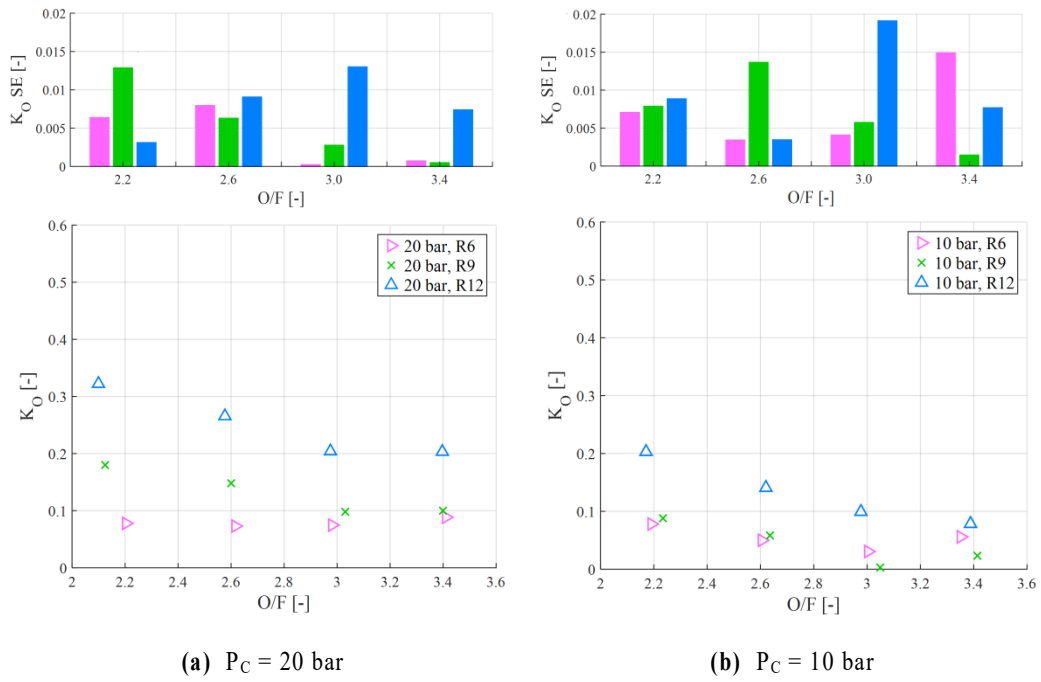 0.02
0.015
0.01
0.005
0
K_O SE [-]
2.2 2.6 3.0 3.4
O/F [-]
0.02
0.015
0.01
0.005
0
K_O SE [-]
2.2 2.6 3.0 3.4
O/F [-]
0.6
0.5
0.4
0.3
0.2
0.1
0
K_O [-]
20 bar, R6
20 bar, R9
20 bar, R12
2 2.2 2.4 2.6 2.8 3 3.2 3.4 3.6
O/F [-]
0.6
0.5
0.4
0.3
0.2
0.1
0
K_O [-]
10 bar, R6
10 bar, R9
10 bar, R12
2 2.2 2.4 2.6 2.8 3 3.2 3.4 3.6
O/F [-]
(a) P_C = 20 bar
(b) P_C = 10 bar